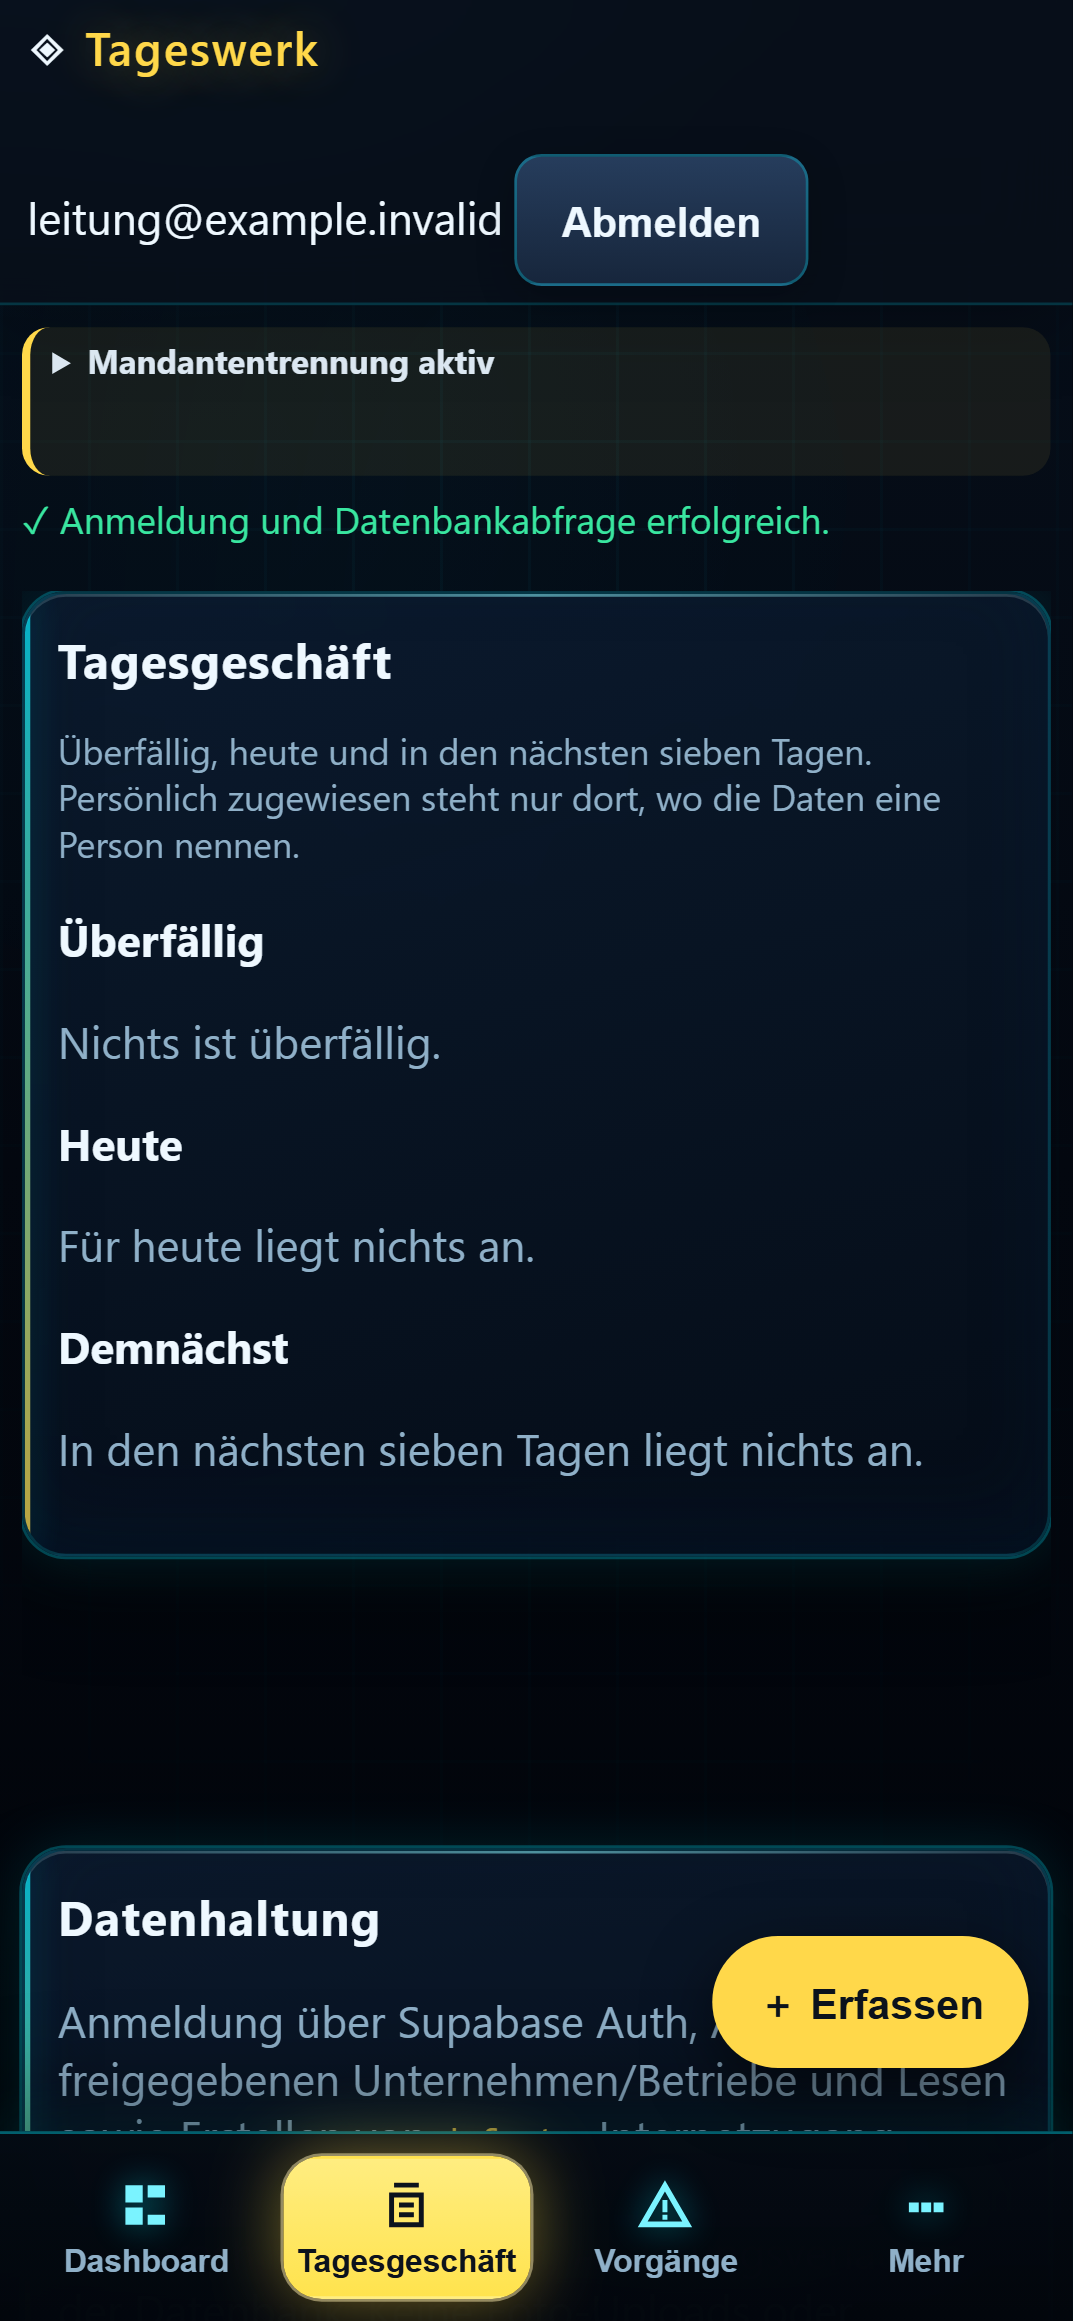 Tageswerk
leitung@example.invalid Abmelden
Mandantentrennung aktiv
✓ Anmeldung und Datenbankabfrage erfolgreich.
Tagesgeschäft
Überfällig, heute und in den nächsten sieben Tagen.
Persönlich zugewiesen steht nur dort, wo die Daten eine
Person nennen.
Überfällig
Nichts ist überfällig.
Heute
Für heute liegt nichts an.
Demnächst
In den nächsten sieben Tagen liegt nichts an.
Datenhaltung
Anmeldung über Supabase Auth,
+ Erfassen
freigegebenen Unternehmen/Betriebe und Lesen
Dashboard
Tagesgeschäft
Vorgänge
Mehr